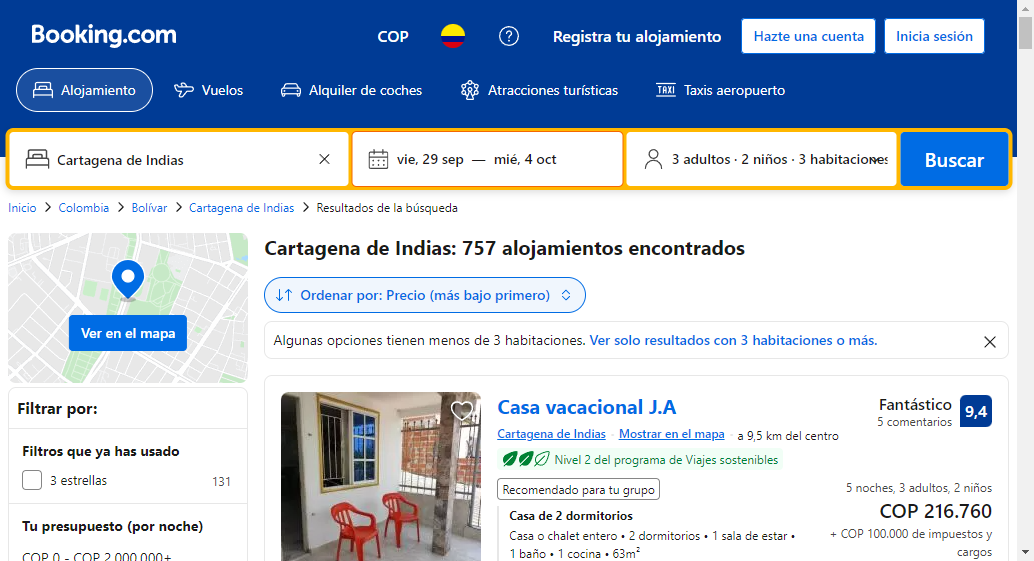 Booking.com
COP
Registra tu alojamiento
Hazte una cuenta
Inicia sesión
Alojamiento
Vuelos
Alquiler de coches
Atracciones turísticas
TAXI
Taxis aeropuerto
Cartagena de Indias
vie, 29 sep — mié, 4 oct
3 adultos · 2 niños · 3 habitaciones
Buscar
Inicio > Colombia > Bolívar > Cartagena de Indias > Resultados de la búsqueda
Ver en el mapa
Filtrar por:
Filtros que ya has usado
3 estrellas 131
Tu presupuesto (por noche)
COP 0 - COP 2.000.000+
Cartagena de Indias: 757 alojamientos encontrados
Ordenar por: Precio (más bajo primero)
Algunas opciones tienen menos de 3 habitaciones. Ver solo resultados con 3 habitaciones o más.
Casa vacacional J.A
Cartagena de Indias · Mostrar en el mapa · a 9,5 km del centro
Nivel 2 del programa de Viajes sostenibles
Fantástico
5 comentarios
9,4
Recomendado para tu grupo
Casa de 2 dormitorios
Casa o chalet entero • 2 dormitorios • 1 sala de estar •
1 baño • 1 cocina • 63m²
5 noches, 3 adultos, 2 niños
COP 216.760
+ COP 100.000 de impuestos y
cargos